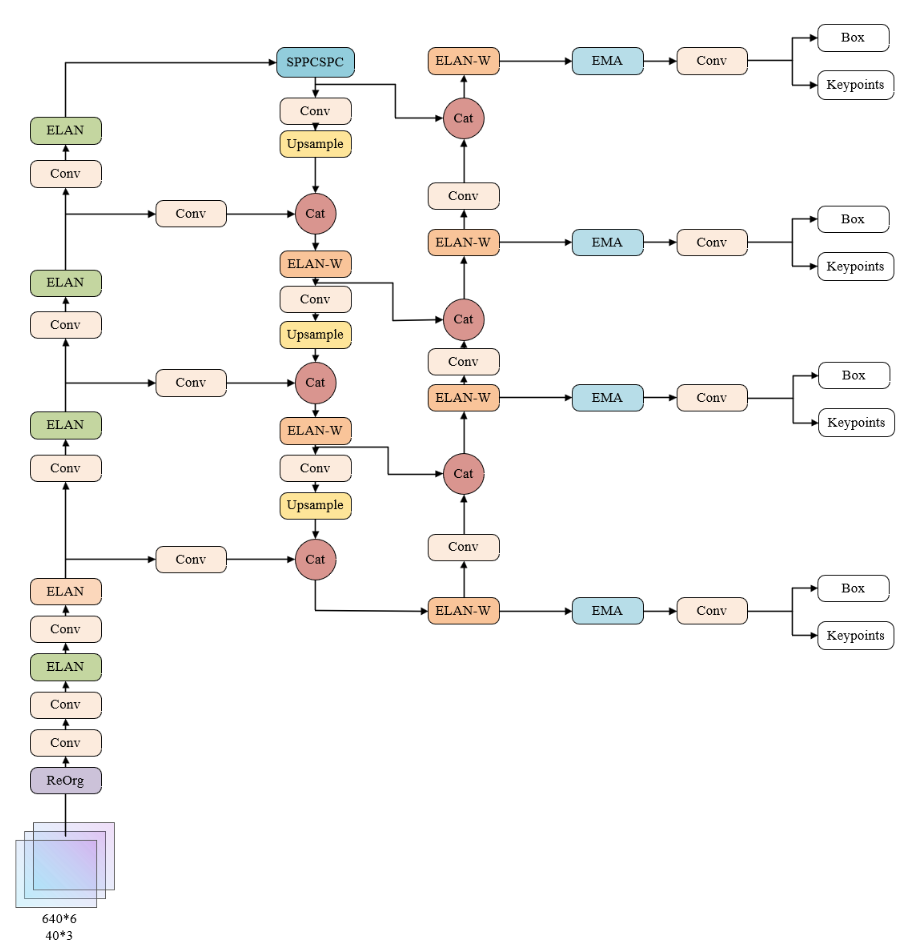 Box
SPPCSPC
ELAN-W
EMA
Conv
Keypoints
Conv
Cat
ELAN
Upsample
Conv
Conv
Conv
Cat
Box
ELAN-W
EMA
Conv
ELAN-W
Keypoints
ELAN
Conv
Cat
Conv
Upsample
Conv
Box
Conv
Cat
ELAN-W
EMA
Conv
ELAN
ELAN-W
Keypoints
Conv
Conv
Cat
Upsample
Conv
Conv
Cat
Box
ELAN
ELAN-W
EMA
Conv
Conv
Keypoints
ELAN
Conv
Conv
ReOrg
640*6
40*3